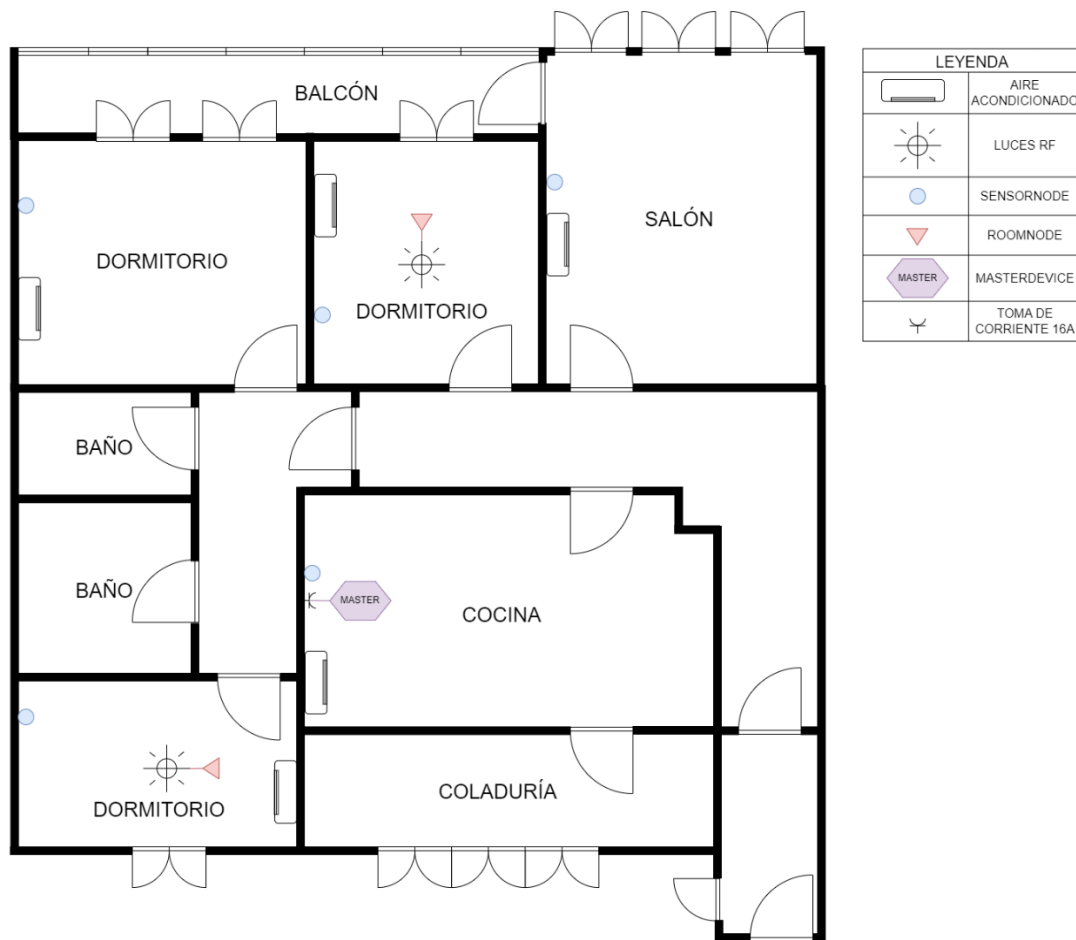 LEYENDA
AIRE
ACONDICIONADO
LUCES RF
SENSORNODE
ROOMNODE
MASTER
MASTERDEVICE
TOMA DE
CORRIENTE 16A
BALCÓN
SALÓN
DORMITORIO
DORMITORIO
BAÑO
BAÑO
MASTER
COCINA
COLADURÍA
DORMITORIO